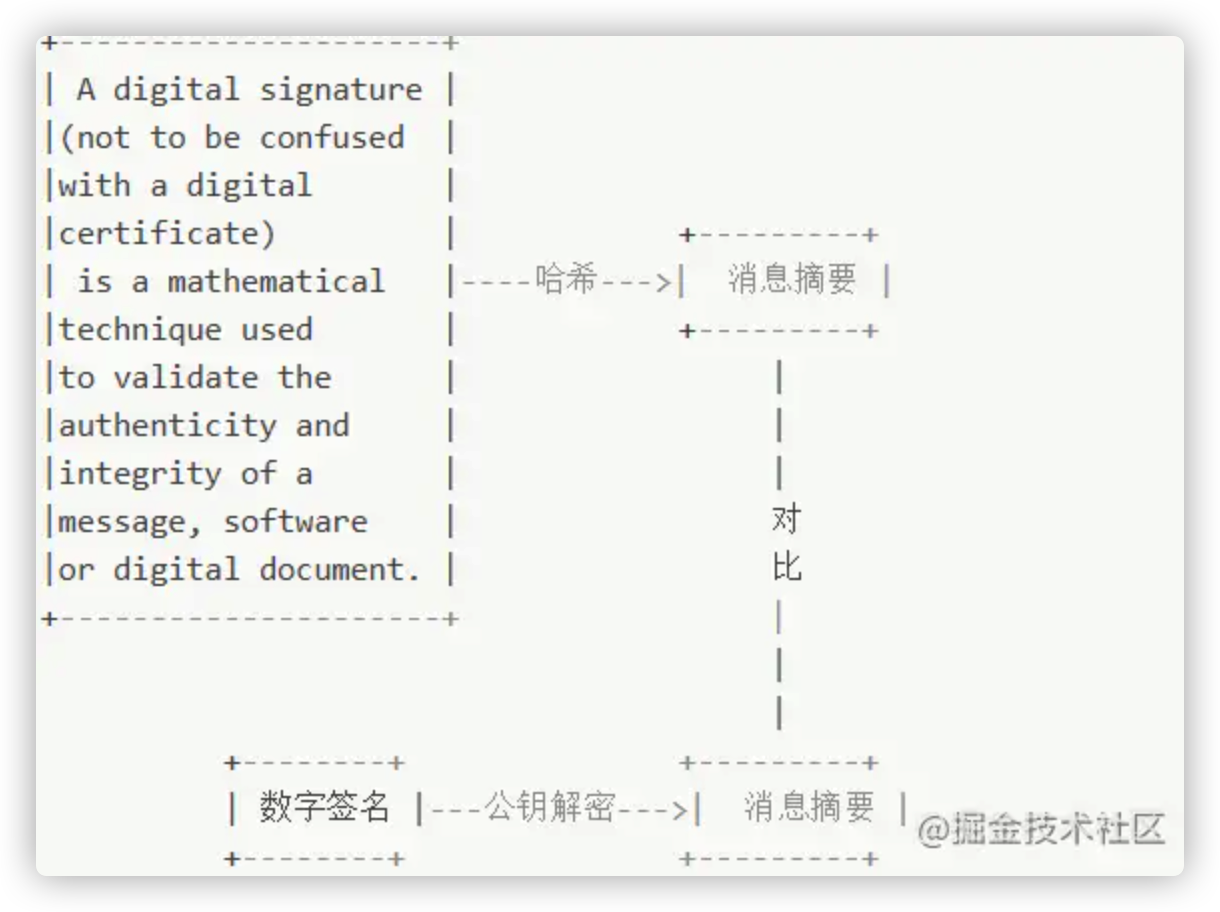 +---------------------+
| A digital signature |
|(not to be confused  |
|with a digital       |
|certificate)         |            +---------+
| is a mathematical   |----哈希--->|  消息摘要 |
|technique used       |            +---------+
|to validate the      |                 |
|authenticity and     |                 |
|integrity of a       |                 |
|message, software    |                 对
|or digital document. |                 比
+---------------------+                 |
                                        |
                                        |
          +--------+               +---------+
          | 数字签名 |---公钥解密--->|  消息摘要 |
          +--------+               +---------+
@掘金技术社区